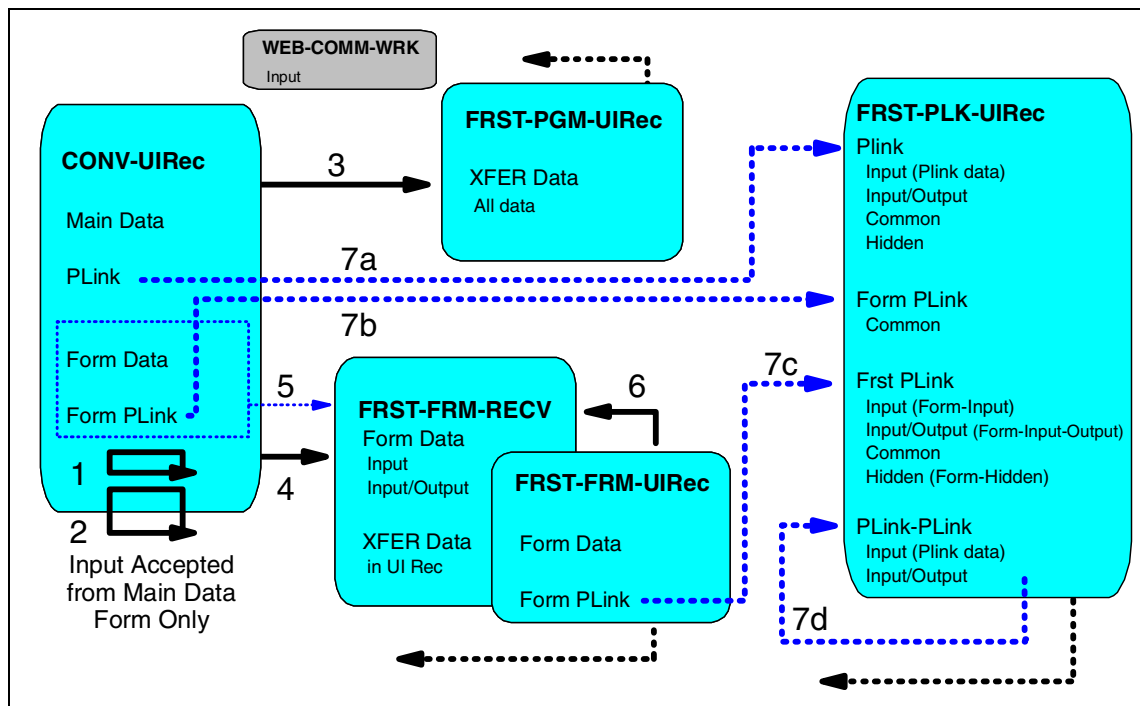 WEB-COMM-WRK
Input
CONV-UIRec
Main Data
PLink
Form Data
Form PLink
1
2
Input Accepted
from Main Data
Form Only
3
FRST-PGM-UIRec
XFER Data
All data
7a
7b
5
4
FRST-FRM-RECV
Form Data
Input
Input/Output
XFER Data
in UI Rec
6
FRST-FRM-UIRec
Form Data
Form PLink
7c
7d
FRST-PLK-UIRec
Plink
Input (Plink data)
Input/Output
Common
Hidden
Form PLink
Common
Frst PLink
Input (Form-Input)
Input/Output (Form-Input-Output)
Common
Hidden (Form-Hidden)
PLink-PLink
Input (Plink data)
Input/Output